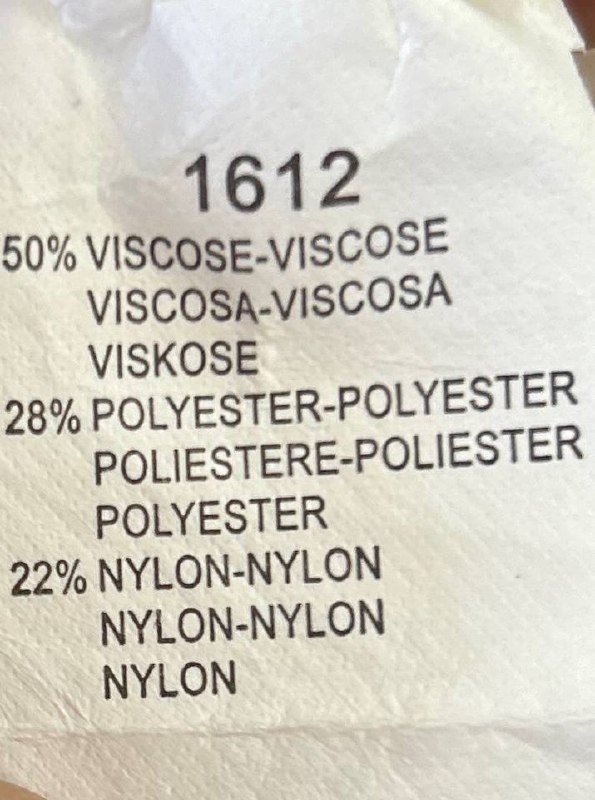 1612
50% VISCOSE-VISCOSE
VISCOSA-VISCOSA
VISKOSE
28% POLYESTER-POLYESTER
POLIESTERE-POLIESTER
POLYESTER
22% NYLON-NYLON
NYLON-NYLON
NYLON